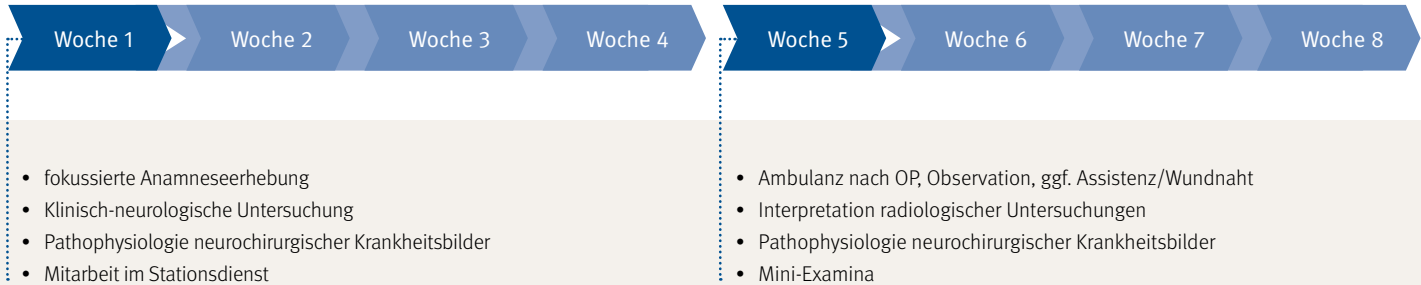 Woche 1 Woche 2 Woche 3 Woche 4 Woche 5 Woche 6 Woche 7 Woche 8
• fokussierte Anamneseerhebung
• Klinisch-neurologische Untersuchung
• Pathophysiologie neurochirurgischer Krankheitsbilder
• Mitarbeit im Stationsdienst
• Ambulanz nach OP, Observation, ggf. Assistenz/Wundnaht
• Interpretation radiologischer Untersuchungen
• Pathophysiologie neurochirurgischer Krankheitsbilder
• Mini-Examina